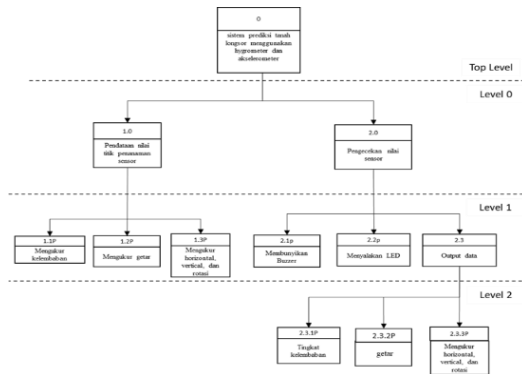 0
sistem prediksi tanah
longsor menggunakan
hygrometer dan
akselerometer
Top Level
Level 0
1.0
Pendataan nilai
titik penanaman
sensor
2.0
Pengecekan nilai
sensor
Level 1
1.1P
Mengukur
kelembaban
1.2P
Mengukur getar
1.3P
Mengukur
horizontal,
vertical, dan
rotasi
2.1p
Membunyikan
Buzzer
2.2p
Menyalakan LED
2.3
Output data
Level 2
2.3.1P
Tingkat
kelembaban
2.3.2P
getar
2.3.3P
Mengukur
horizontal,
vertical, dan
rotasi